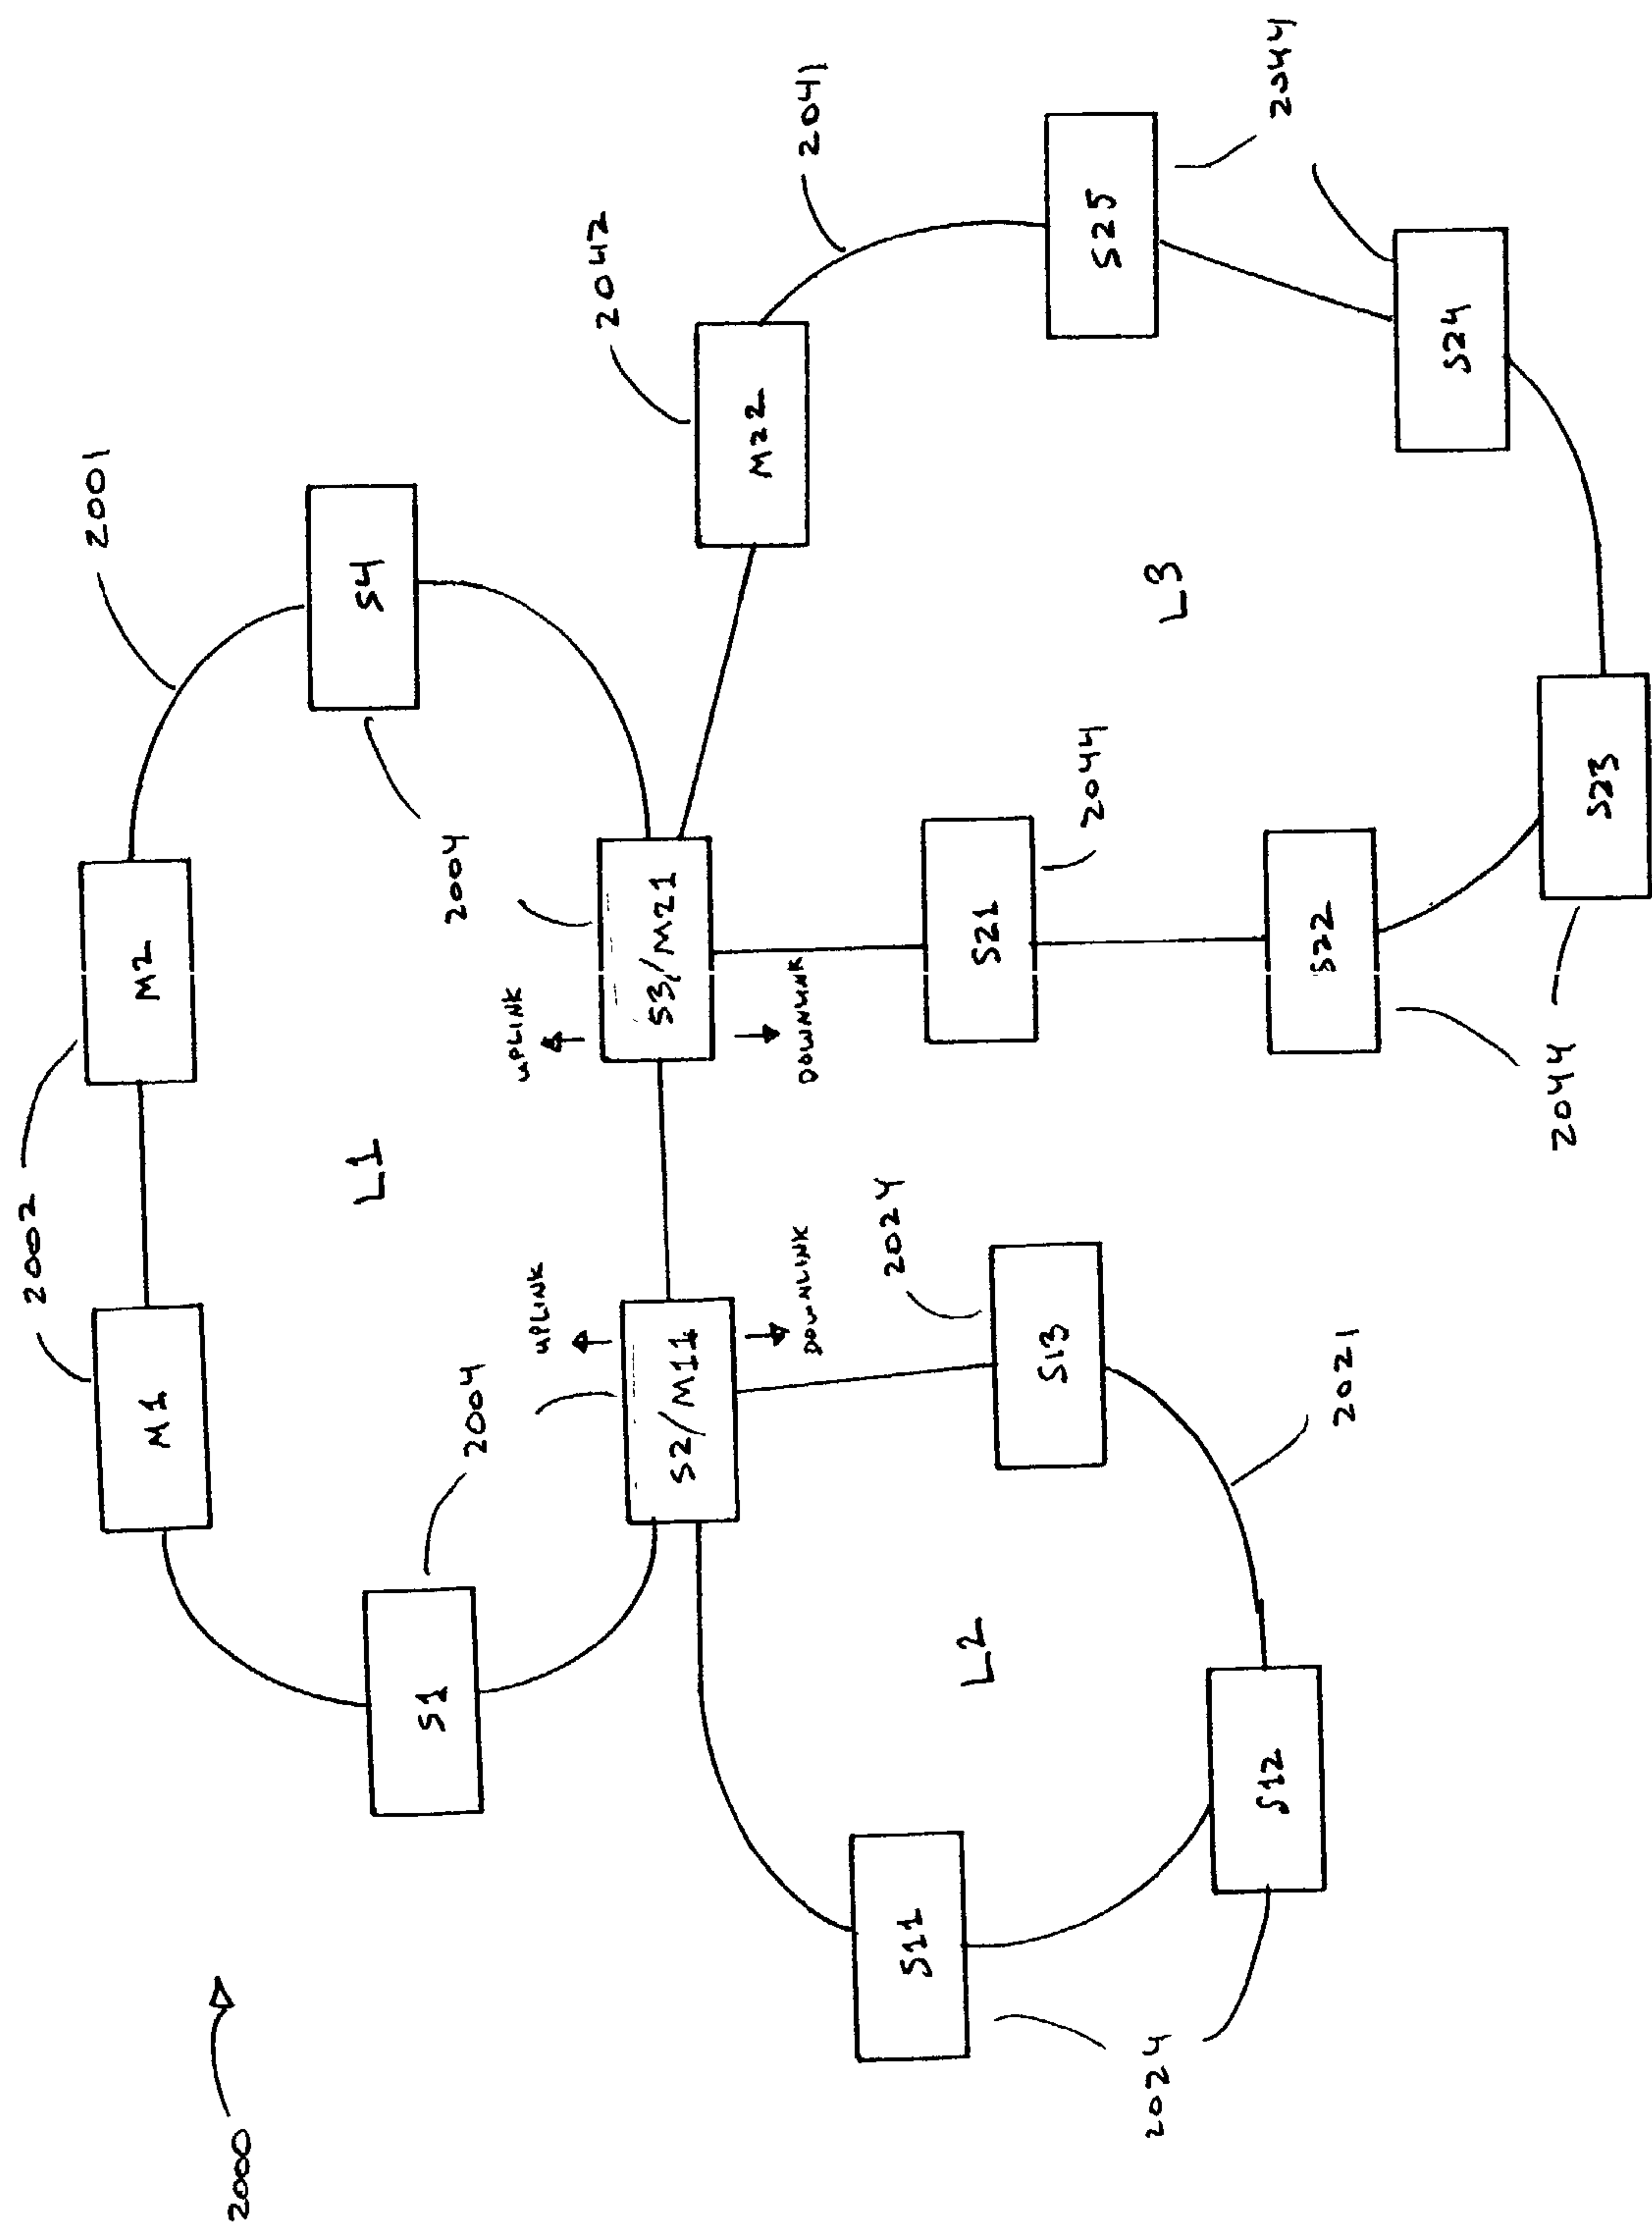 2002
2001
M1
M2
2000
L1
S4
S1
2004
2004
UPLINK
UPLINK
2042
S2/M11
S3/M21
M22
DOWNLINK
DOWNLINK
2041
2024
S11
L2
S21
S13
2044
S25
2024
L3
S12
2044
S22
2021
S24
2044
S23